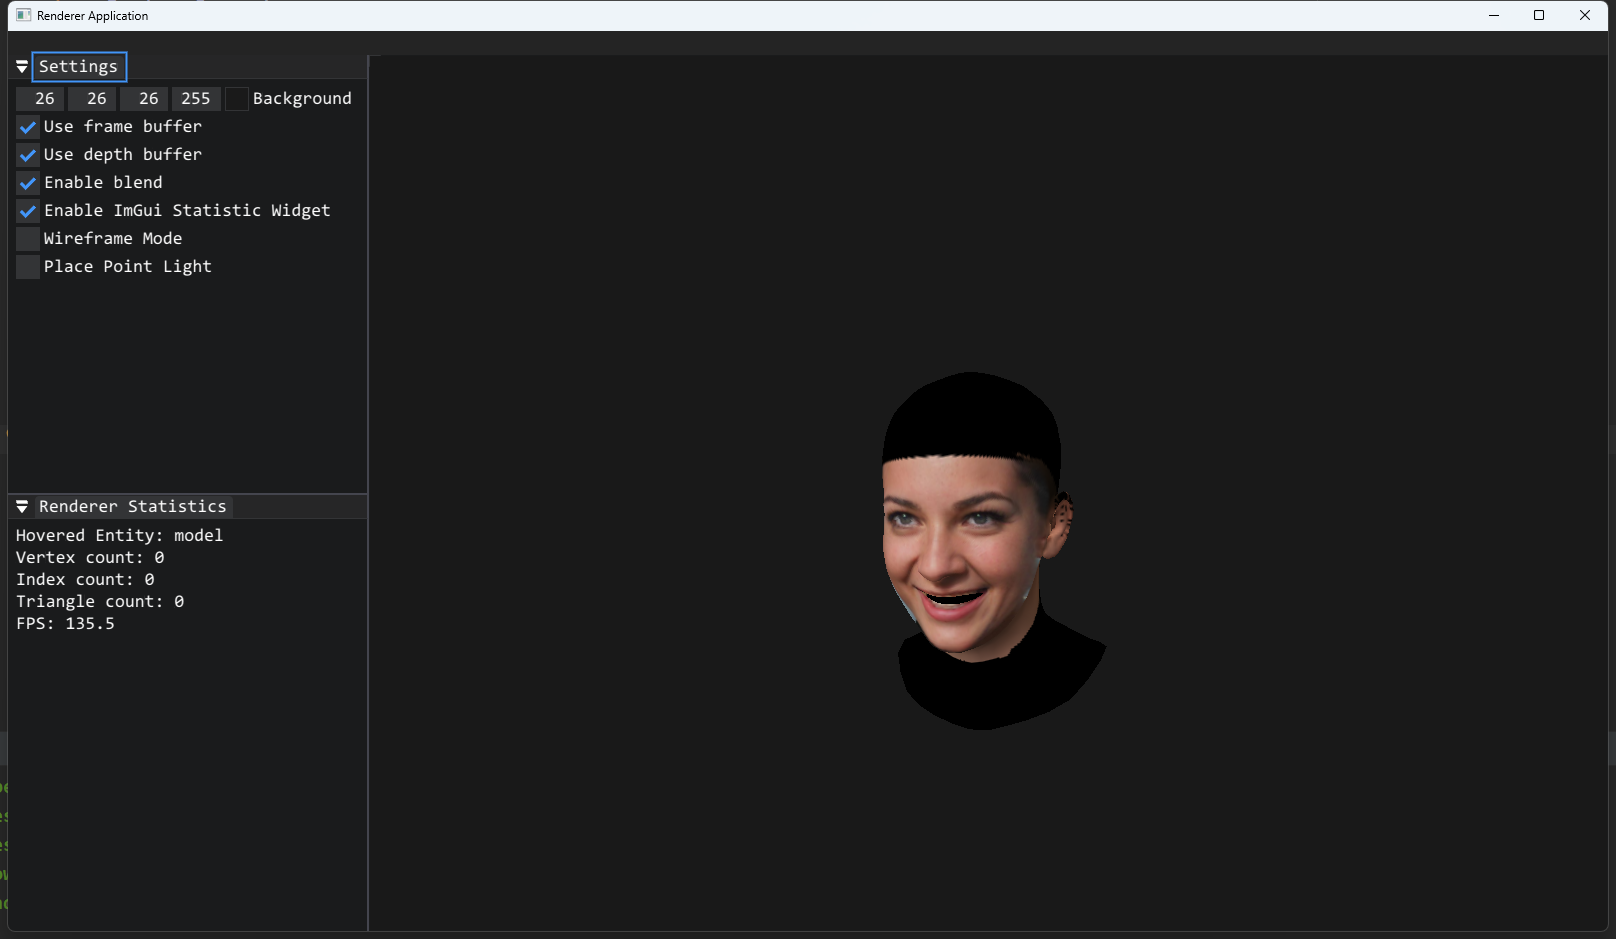 Renderer Application
Settings
26 26 26 255 Background
Use frame buffer
Use depth buffer
Enable blend
Enable ImGui Statistic Widget
Wireframe Mode
Place Point Light
Renderer Statistics
Hovered Entity: model
Vertex count: 0
Index count: 0
Triangle count: 0
FPS: 135.5